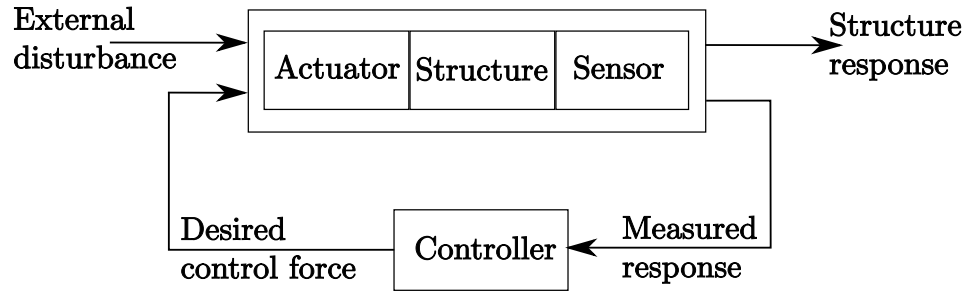 External
disturbance
Actuator
Structure
Sensor
Structure
response
Desired
control force
Controller
Measured
response